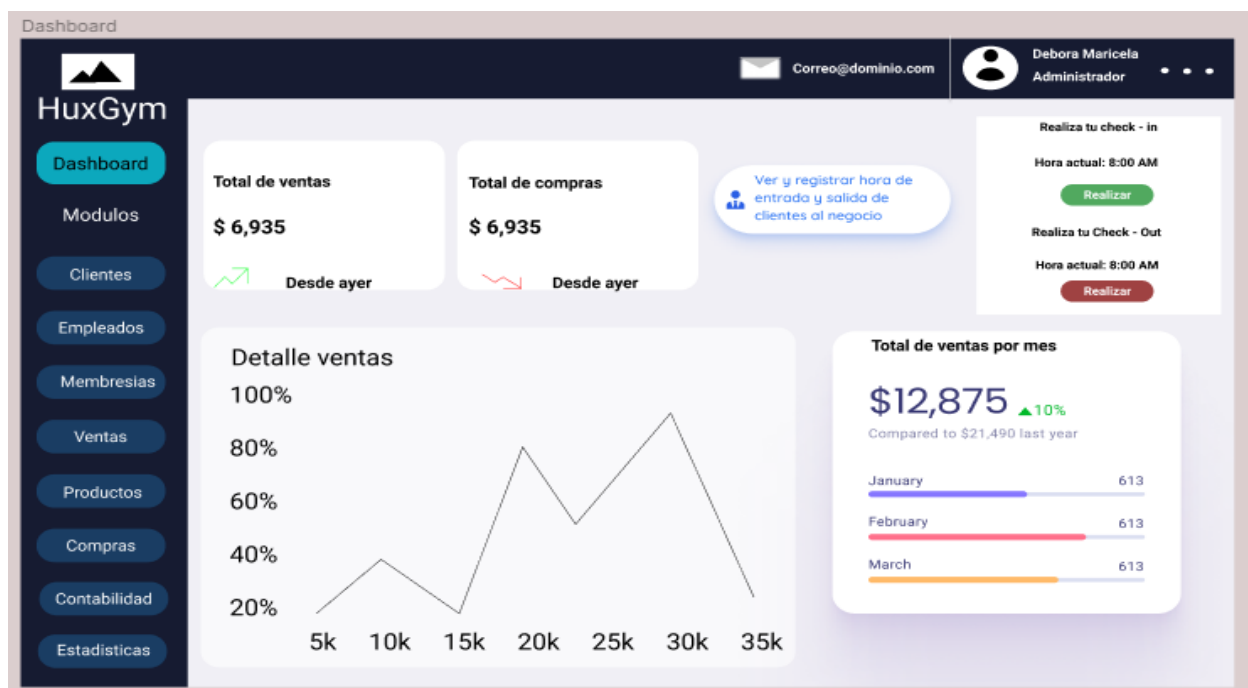 Dashboard
Correo@dominio.com
Debora Maricela
Administrador
HuxGym
Dashboard
Modulos
Clientes
Empleados
Membresias
Ventas
Productos
Compras
Contabilidad
Estadisticas
Total de ventas
$ 6,935
Desde ayer
Total de compras
$ 6,935
Desde ayer
Ver y registrar hora de
entrada y salida de
clientes al negocio
Realiza tu check - in
Hora actual: 8:00 AM
Realizar
Realiza tu Check - Out
Hora actual: 8:00 AM
Realizar
Detalle ventas
100%
80%
60%
40%
20%
5k 10k 15k 20k 25k 30k 35k
Total de ventas por mes
$12,875 10%
Compared to $21,490 last year
January 613
February 613
March 613